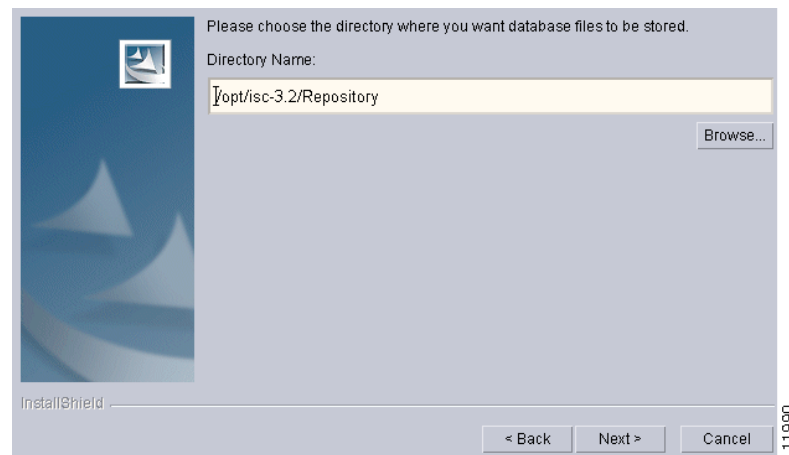 Please choose the directory where you want database files to be stored.
Directory Name:
/opt/isc-3.2/Repository
Browse...
InstallShield
< Back
Next >
Cancel
11990